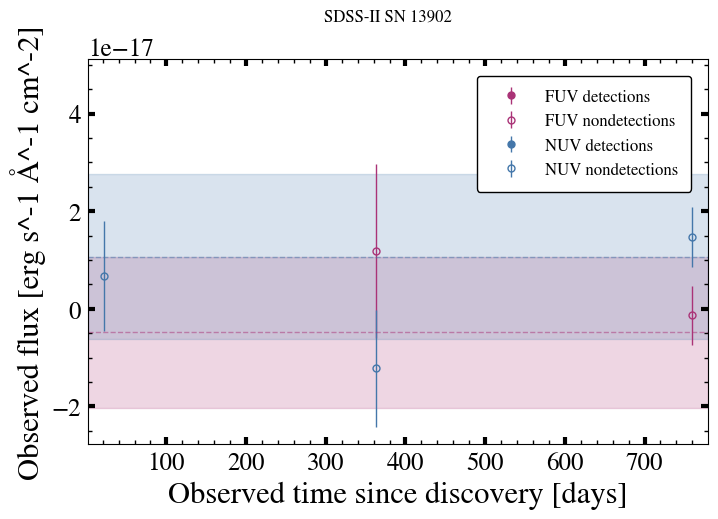 SDSS-II SN 13902
1e−17
FUV detections
FUV nondetections
NUV detections
NUV nondetections
4
2
0
−2
100 200 300 400 500 600 700
Observed time since discovery [days]
Observed flux [erg s^-1 Å^-1 cm^-2]